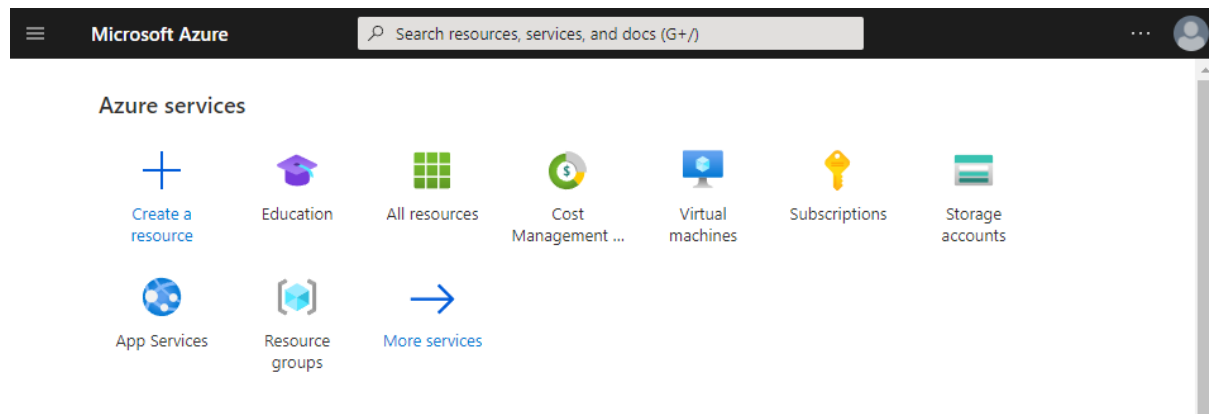 Microsoft Azure
Search resources, services, and docs (G+/)
Azure services
Create a
resource
Education
All resources
Cost
Management ...
Virtual
machines
Subscriptions
Storage
accounts
App Services
Resource
groups
More services